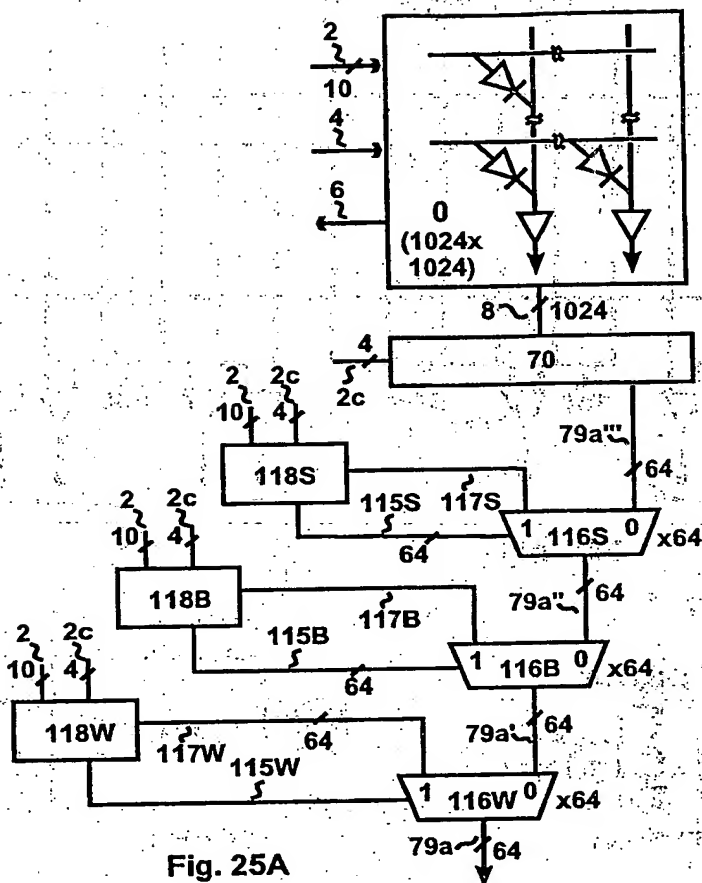 2
10
4
6
0
(1024x
1024)
8 1024
4
2c
70
2 2c
10 4
118S
79a'''
64
115S 117S
64
1 116S 0 x64
2 2c
10 4
118B
79a'' 64
117B
115B
64
1 116B 0 x64
2 2c
10 4
118W
64
79a' 64
117W
115W
1 116W 0 x64
79a 64
Fig. 25A